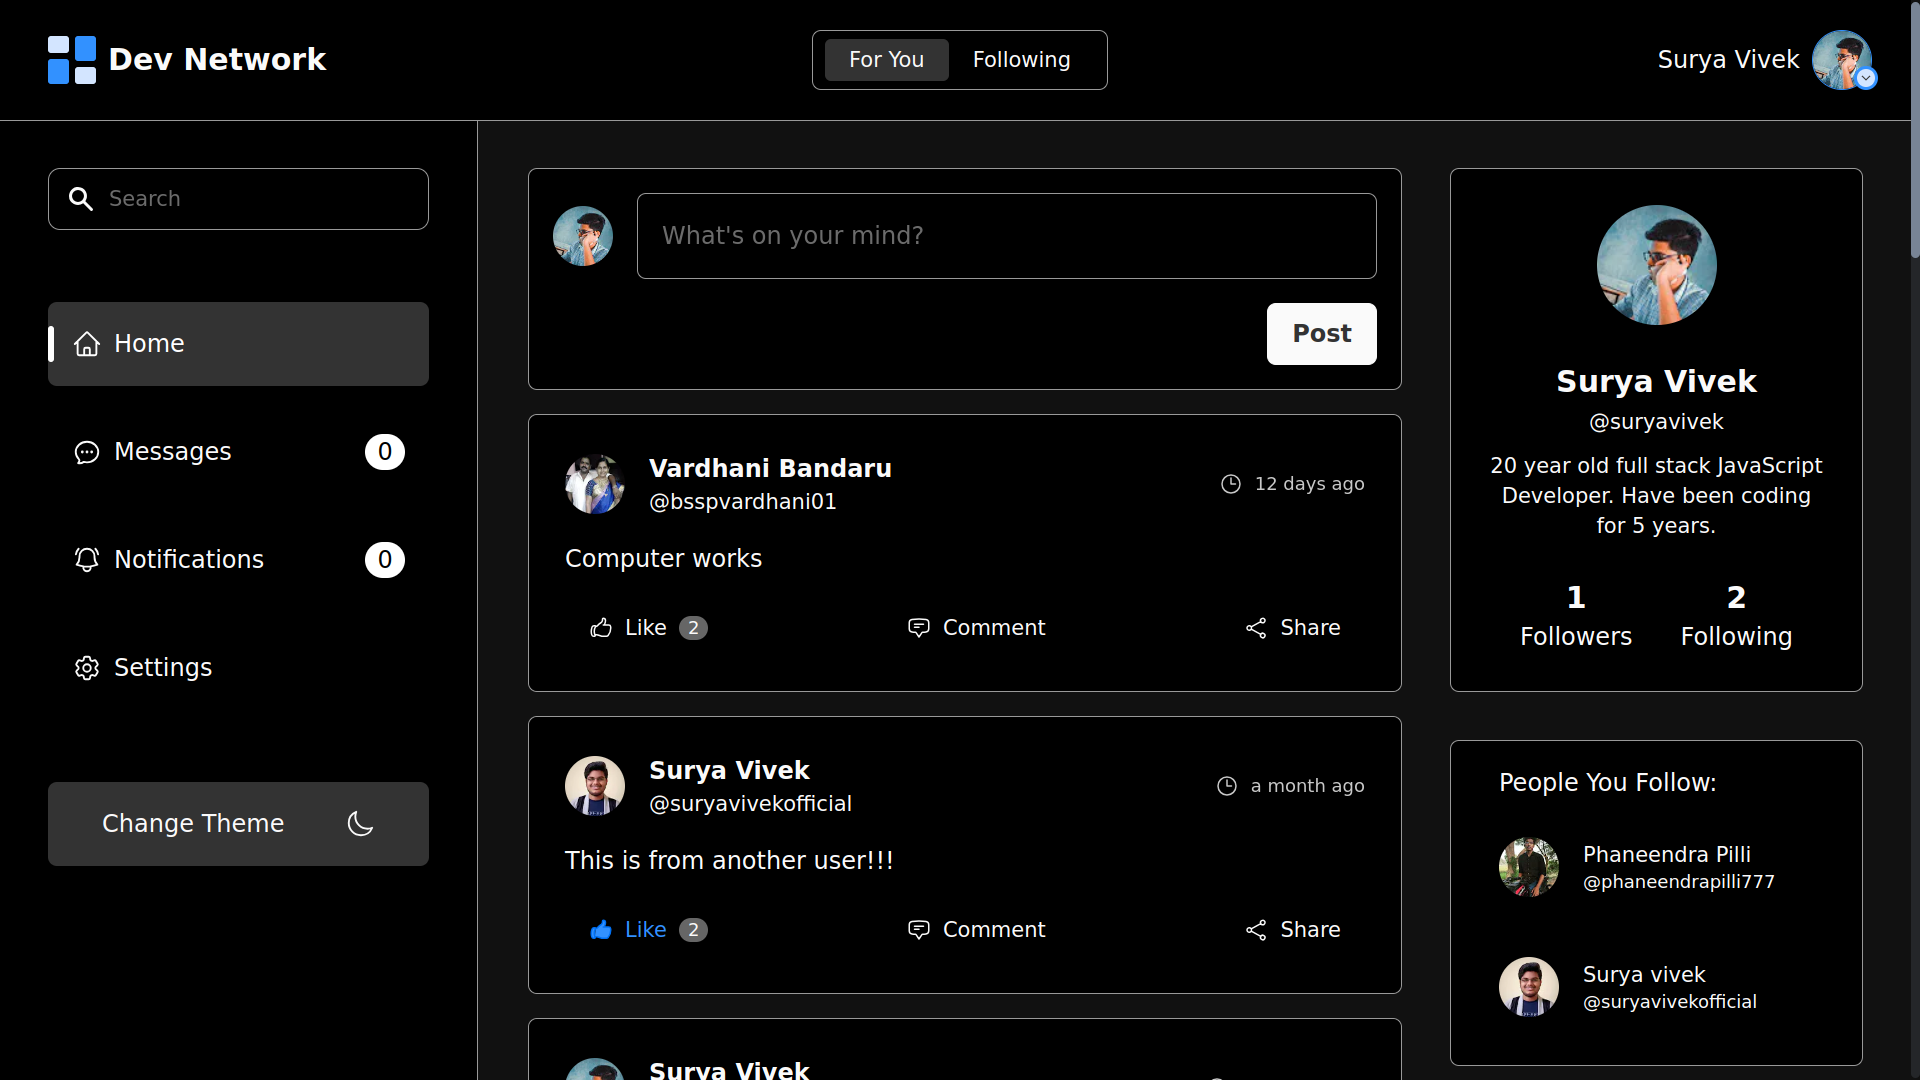 Dev Network
For You
Following
Surya Vivek
Search
Home
Messages
0
Notifications
0
Settings
Change Theme
What's on your mind?
Post
Vardhani Bandaru
@bsspvardhani01
12 days ago
Computer works
Like 2
Comment
Share
Surya Vivek
@suryavivekofficial
a month ago
This is from another user!!!
Like 2
Comment
Share
Surya Vivek
Surya Vivek
@suryavivek
20 year old full stack JavaScript
Developer. Have been coding
for 5 years.
1
Followers
2
Following
People You Follow:
Phaneendra Pilli
@phaneendrapilli777
Surya vivek
@suryavivekofficial